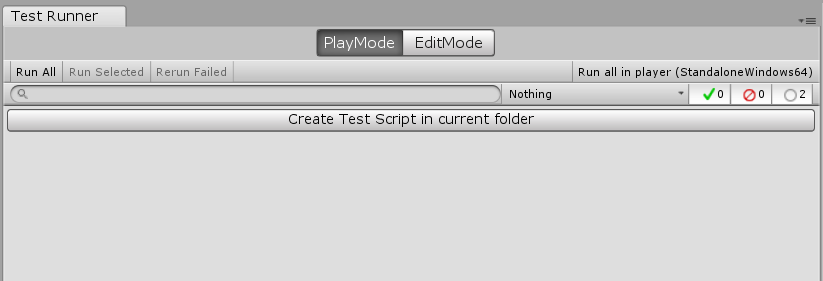 Test Runner
PlayMode EditMode
Run All Run Selected Rerun Failed Run all in player (StandaloneWindows64)
Nothing 0 0 2
Create Test Script in current folder